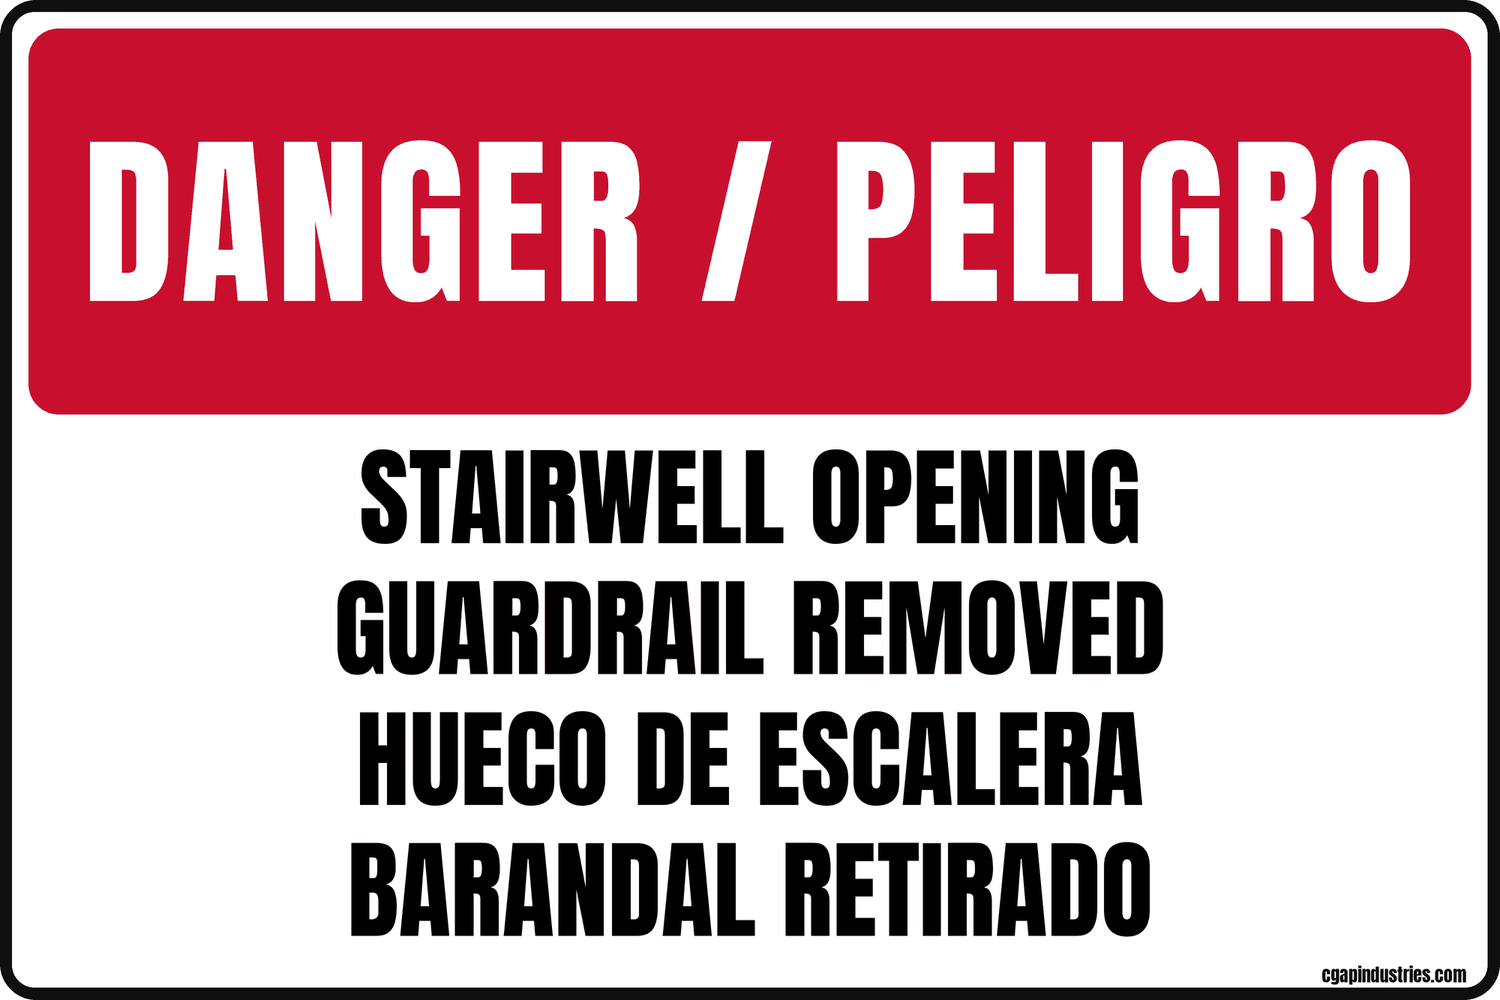 DANGER / PELIGRO
STAIRWELL OPENING
GUARDRAIL REMOVED
HUECO DE ESCALERA
BARANDAL RETIRADO
cgapindustries.com